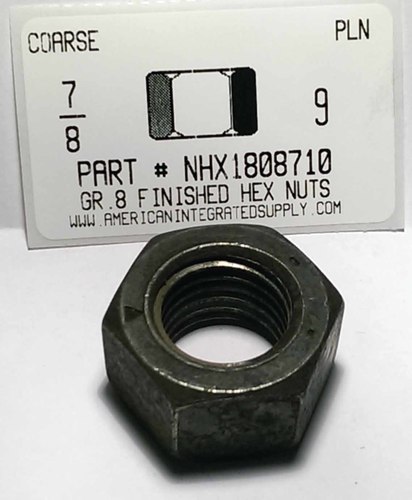 COARSE PLN
7/8 9
PART # NHX1808710
GR.8 FINISHED HEX NUTS
WWW.AMERICANINTEGRATEDSUPPLY.COM